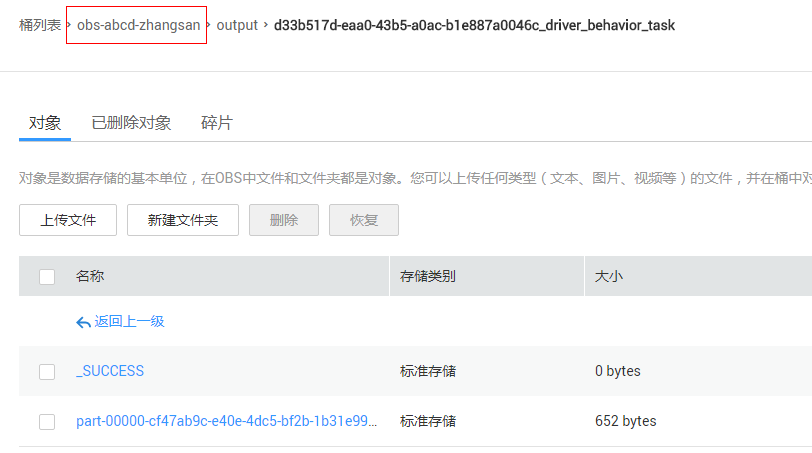 桶列表 › obs-abcd-zhangsan › output › d33b517d-eaa0-43b5-a0ac-b1e887a0046c_driver_behavior_task
对象 已删除对象 碎片
对象是数据存储的基本单位，在OBS中文件和文件夹都是对象。您可以上传任何类型（文本、图片、视频等）的文件，并在桶中对
上传文件 新建文件夹 删除 恢复
名称 存储类别 大小
返回上一级
_SUCCESS 标准存储 0 bytes
part-00000-cf47ab9c-e40e-4dc5-bf2b-1b31e99... 标准存储 652 bytes